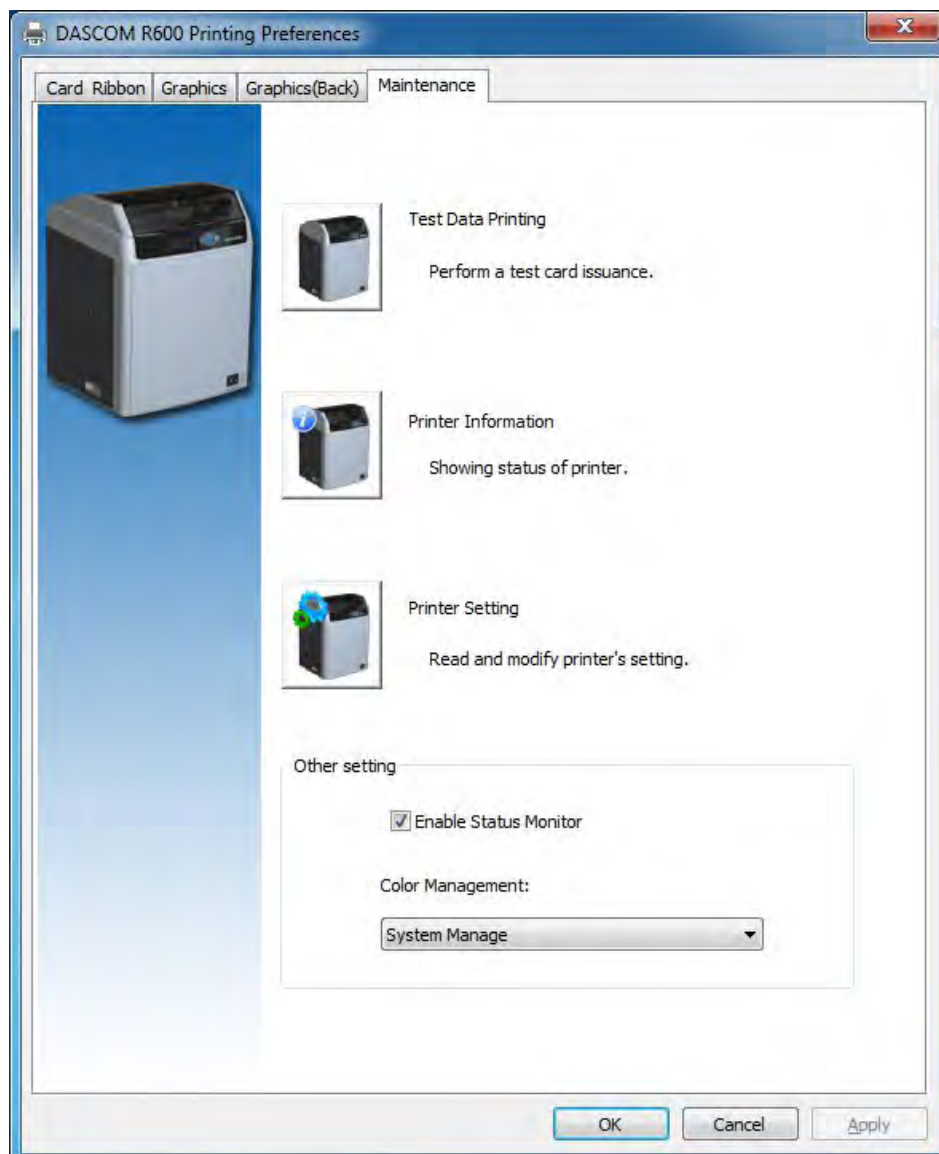 DASCOM R600 Printing Preferences
Card Ribbon Graphics Graphics(Back) Maintenance
Test Data Printing
Perform a test card issuance.
Printer Information
Showing status of printer.
Printer Setting
Read and modify printer's setting.
Other setting
Enable Status Monitor
Color Management:
System Manage
OK Cancel Apply